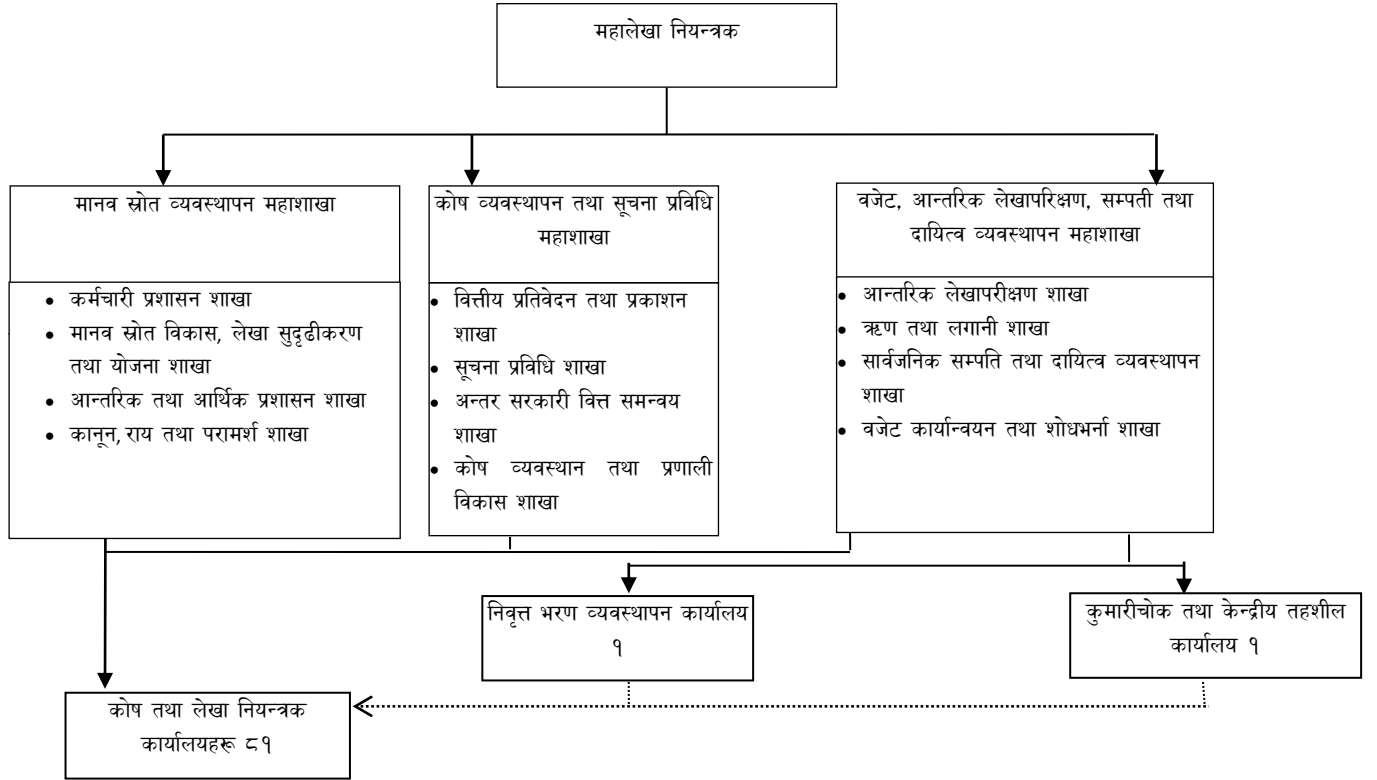 महालेखा नियन्त्रक
मानव स्रोत व्यवस्थापन महाशाखा
• कर्मचारी प्रशासन शाखा
• मानव स्रोत विकास, लेखा सुदृढीकरण
तथा योजना शाखा
• आन्तरिक तथा आर्थिक प्रशासन शाखा
• कानून, राय तथा परामर्श शाखा
कोष व्यवस्थापन तथा सूचना प्रविधि
महाशाखा
• वित्तीय प्रतिवेदन तथा प्रकाशन
शाखा
• सूचना प्रविधि शाखा
• अन्तर सरकारी वित्त समन्वय
शाखा
• कोष व्यवस्थान तथा प्रणाली
विकास शाखा
वजेट, आन्तरिक लेखापरिक्षण, सम्पती तथा
दायित्व व्यवस्थापन महाशाखा
• आन्तरिक लेखापरीक्षण शाखा
• ऋण तथा लगानी शाखा
• सार्वजनिक सम्पति तथा दायित्व व्यवस्थापन
शाखा
• वजेट कार्यान्वयन तथा शोधभर्ना शाखा
निवृत्त भरण व्यवस्थापन कार्यालय
१
कुमारीचोक तथा केन्द्रीय तहशील
कार्यालय १
कोष तथा लेखा नियन्त्रक
कार्यालयहरू ८१